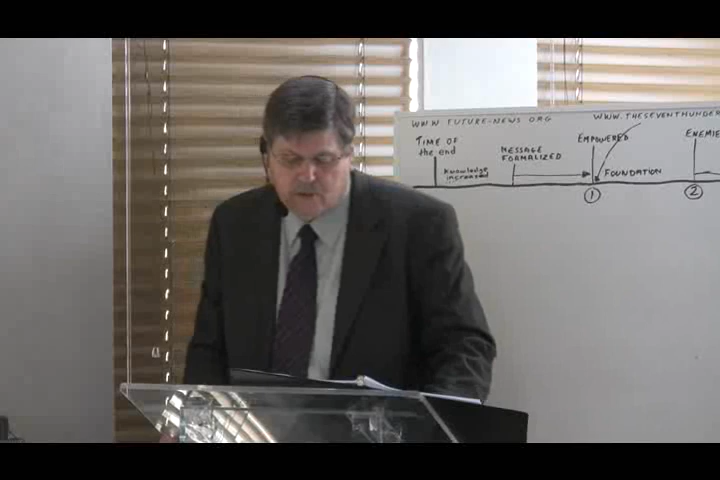 WWW. FUTURE-NEWS.ORG
WWW. THESEVENTHUNDER
TIME OF
the end
Knowledge
increased
MESSAGE
FORMALIZED
EMPOWERED
FOUNDATION
ENEMIE
1
2